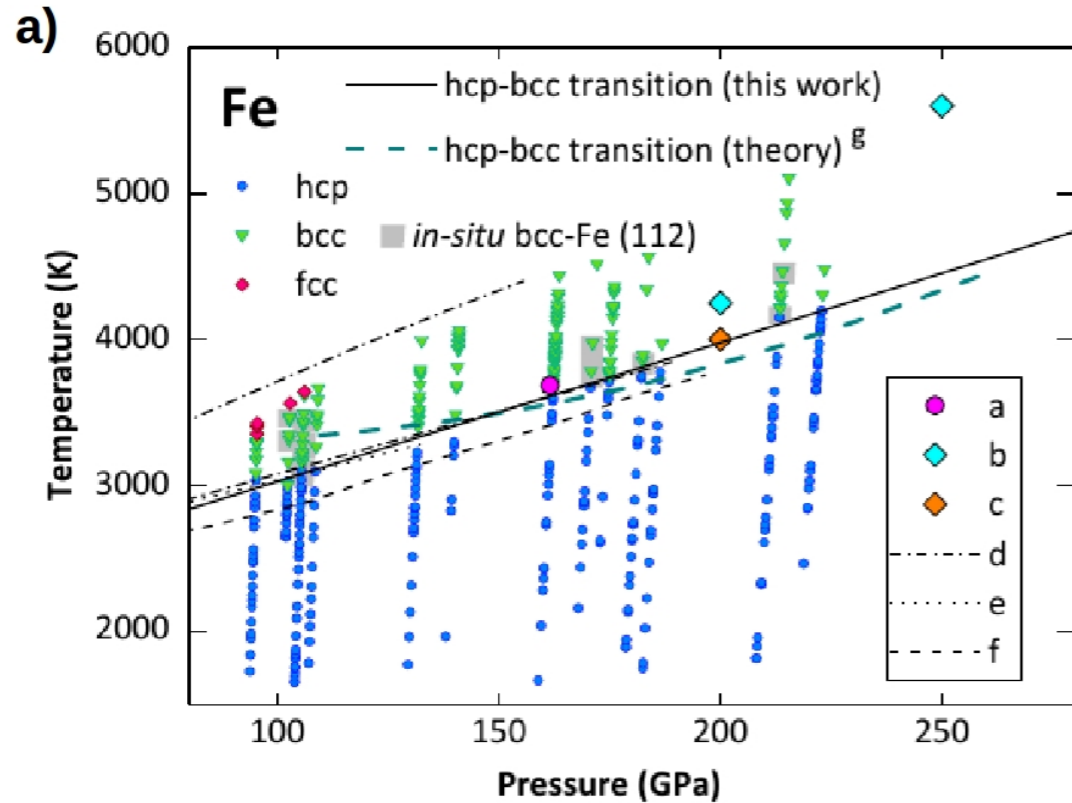 a)
6000
5000
4000
3000
2000
Temperature (K)
Fe
hcp-bcc transition (this work)
hcp-bcc transition (theory) g
hcp
bcc
in-situ bcc-Fe (112)
fcc
a
b
c
d
e
f
100
150
200
250
Pressure (GPa)